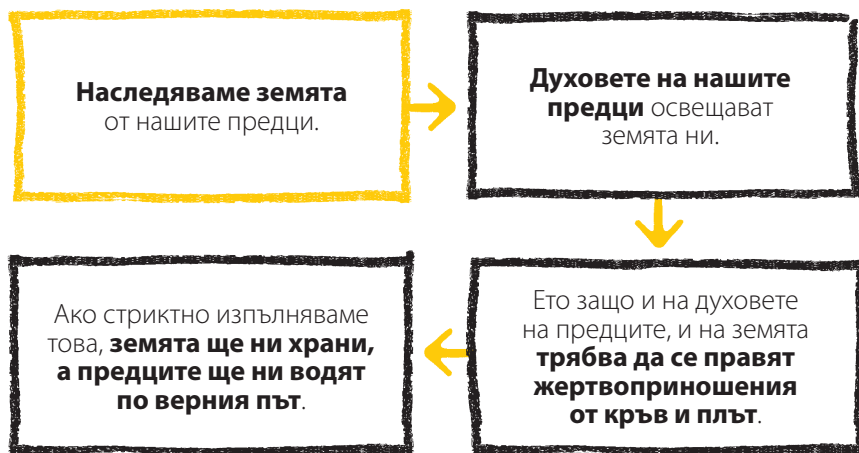 Наследяваме земята
от нашите предци.
Духовете на нашите
предци освещават
земята ни.
Ето защо и на духовете
на предците, и на земята
трябва да се правят
жертвоприношения
от кръв и плът.
Ако стриктно изпълняваме
това, земята ще ни храни,
а предците ще ни водят
по верния път.